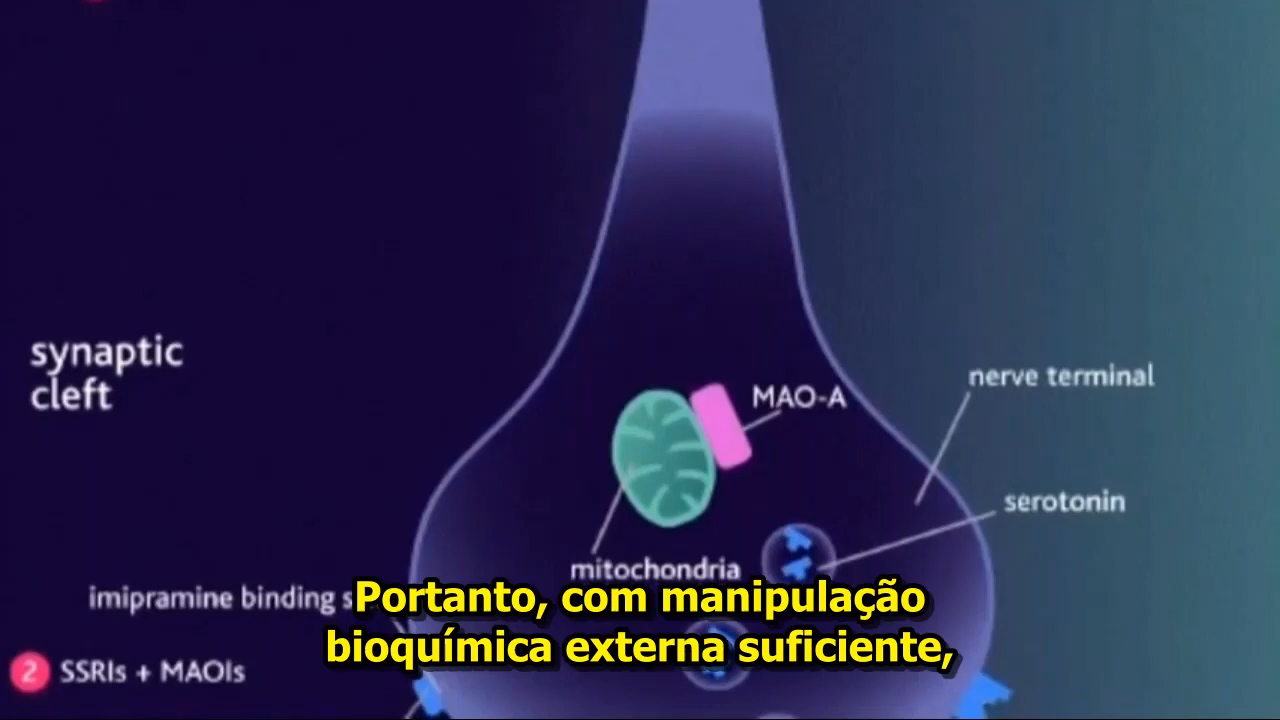 synaptic
cleft
MAO-A
nerve terminal
serotonin
mitochondria
imipramine binding
Portanto, com manipulação
bioquímica externa suficiente,
2 SSRIs + MAOIs